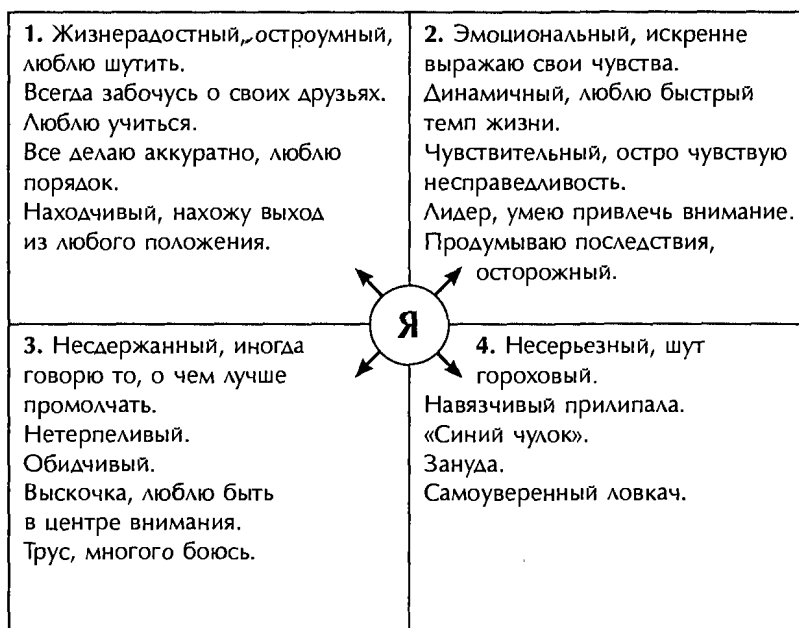 1. Жизнерадостный, остроумный,
люблю шутить.
Всегда забочусь о своих друзьях.
Люблю учиться.
Все делаю аккуратно, люблю
порядок.
Находчивый, нахожу выход
из любого положения.
2. Эмоциональный, искренне
выражаю свои чувства.
Динамичный, люблю быстрый
темп жизни.
Чувствительный, остро чувствую
несправедливость.
Лидер, умею привлечь внимание.
Продумываю последствия,
осторожный.
Я
3. Несдержанный, иногда
говорю то, о чем лучше
промолчать.
Нетерпеливый.
Обидчивый.
Выскочка, люблю быть
в центре внимания.
Трус, многого боюсь.
4. Несерьезный, шут
гороховый.
Навязчивый прилипала.
«Синий чулок».
Зануда.
Самоуверенный ловкач.